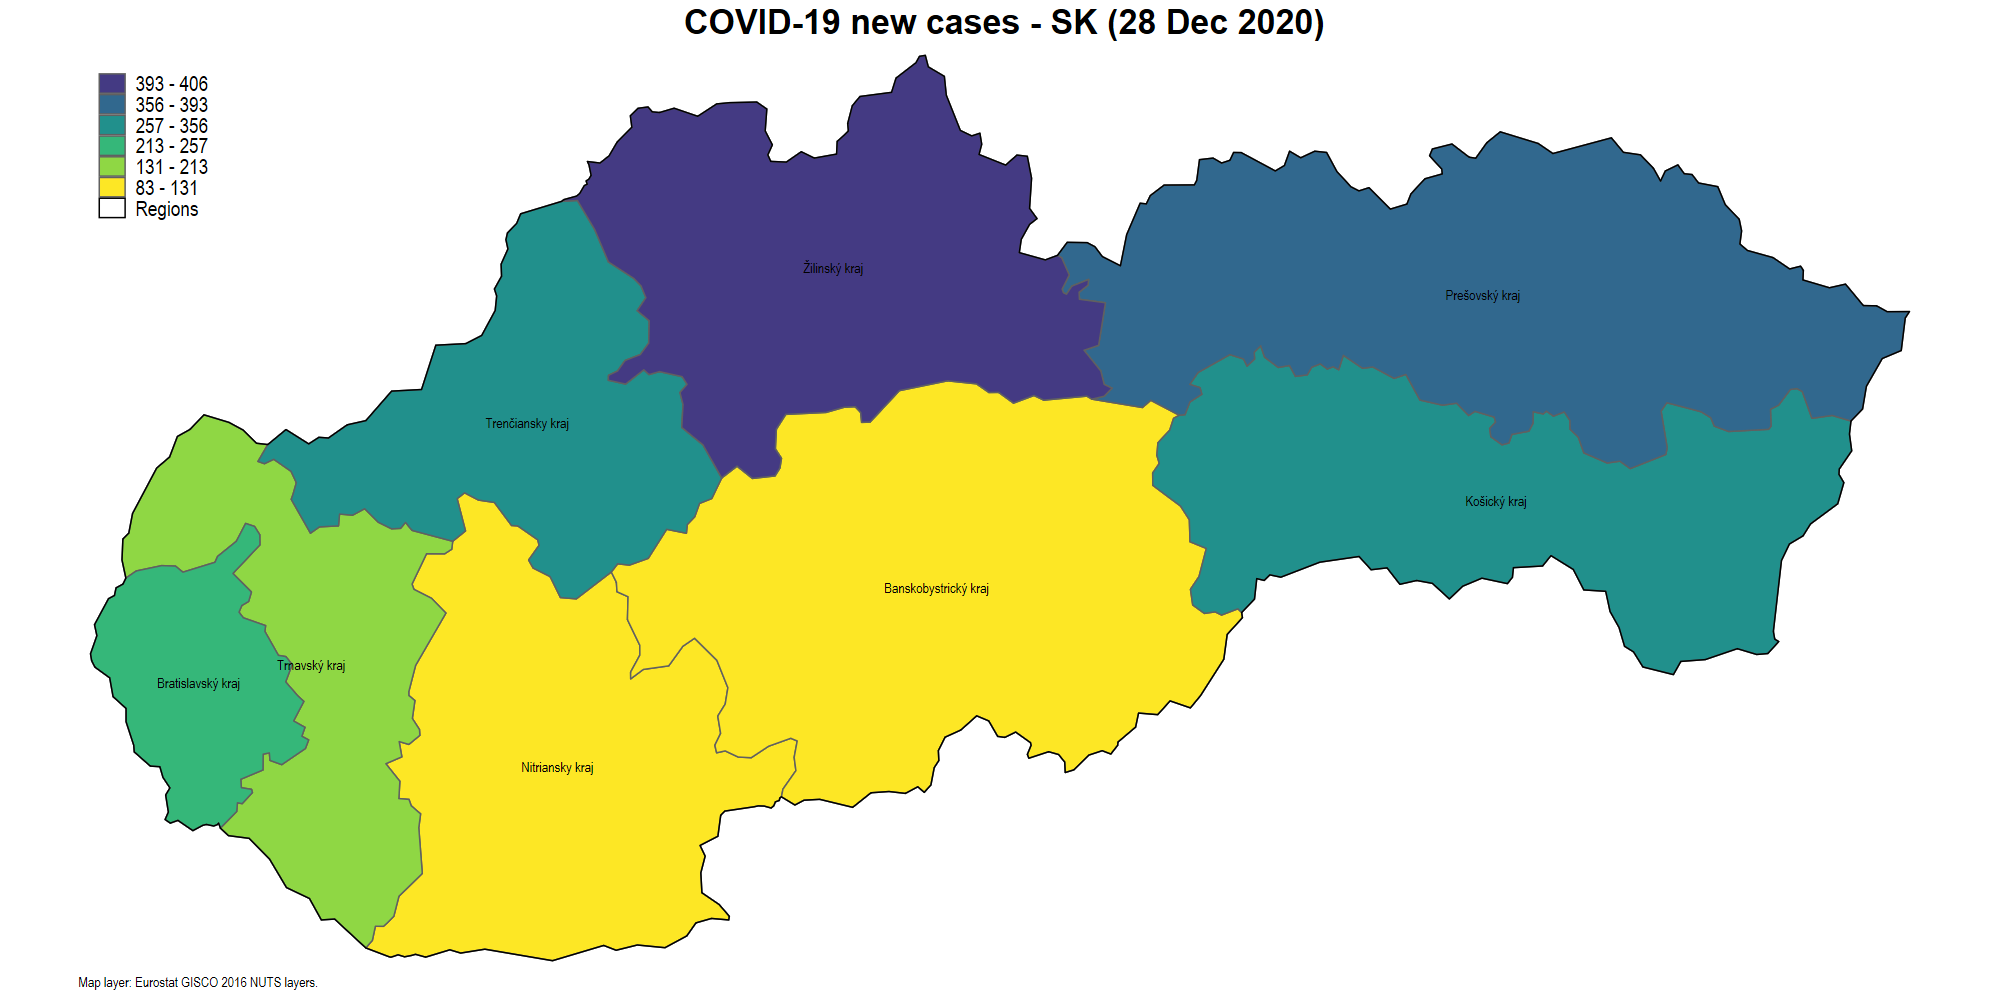 COVID-19 new cases - SK (28 Dec 2020)
393 - 406
356 - 393
257 - 356
213 - 257
131 - 213
83 - 131
Regions
Žilinský kraj
Prešovský kraj
Trenčiansky kraj
Košický kraj
Banskobystrický kraj
Trnavský kraj
Bratislavský kraj
Nitriansky kraj
Map layer: Eurostat GISCO 2016 NUTS layers.